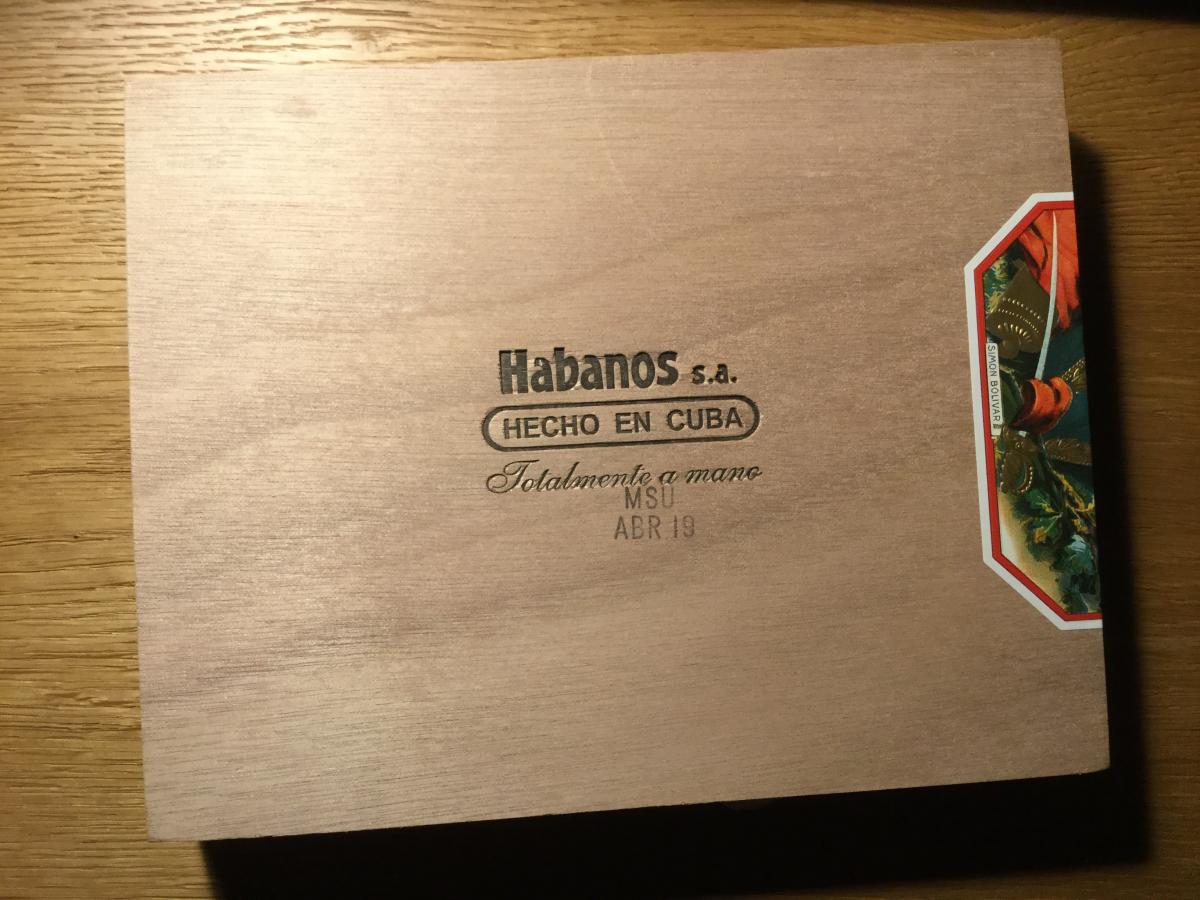 Habanos s.a.
HECHO EN CUBA
Totalmente a mano
MSU
ABR 19
SIMON BOLIVAR